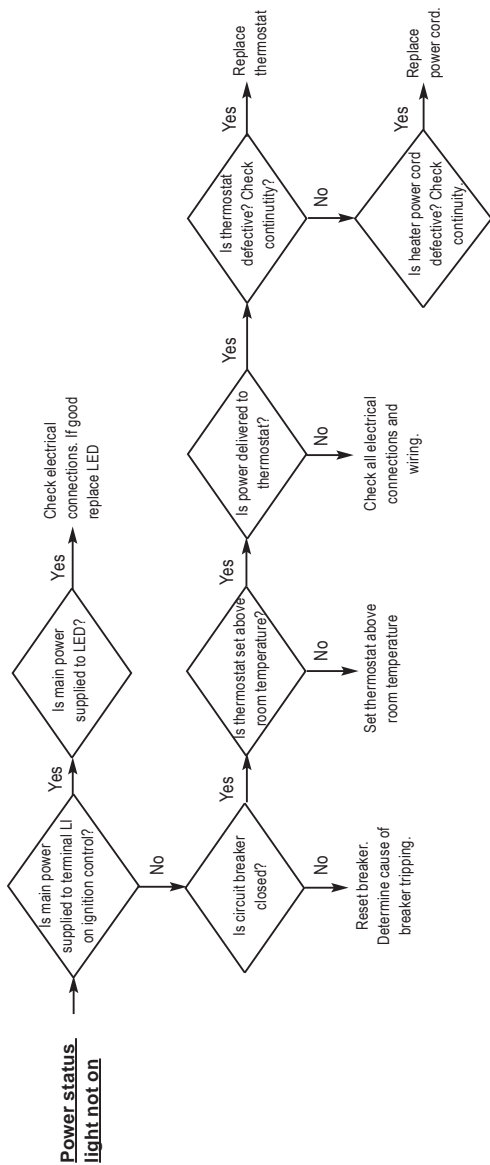 Power status
light not on
Is main power
supplied to terminal LI
on ignition control?
Yes
Is main power
supplied to LED?
Yes
Check electrical
connections. If good
replace LED
No
Is circuit breaker
closed?
No
Reset breaker.
Determine cause of
breaker tripping.
Yes
Is thermostat set above
room temperature?
No
Set thermostat above
room temperature
Yes
Is power delivered to
thermostat?
No
Check all electrical
connections and
wiring.
Yes
Is thermostat
defective? Check
continutity?
Yes
Replace
thermostat
No
Is heater power cord
defective? Check
continuity.
Yes
Replace
power cord.